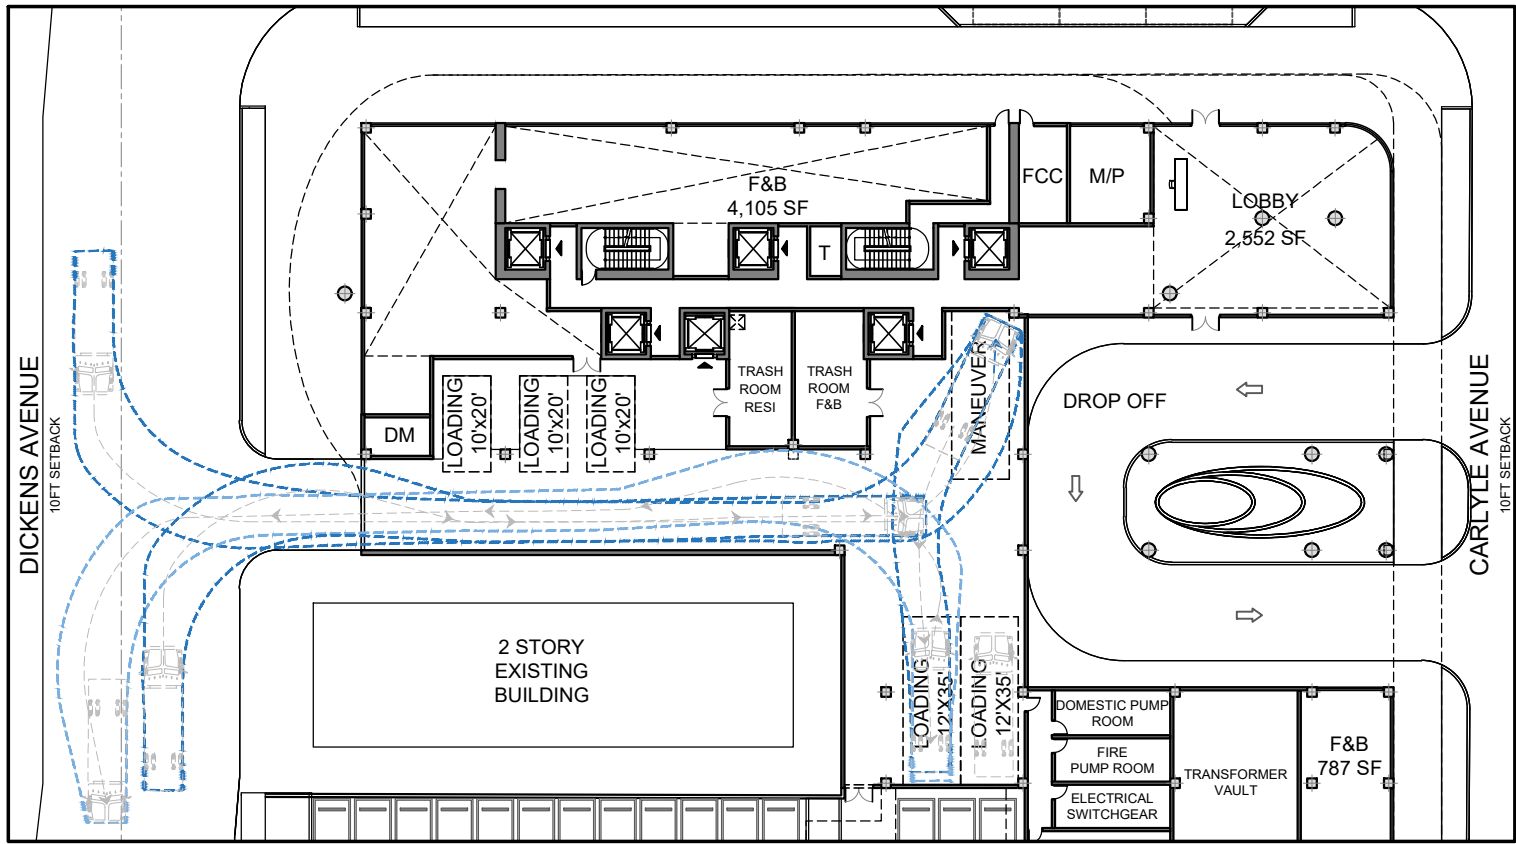 FCC
M/P
F&B
4,105 SF
LOBBY
2,552 SF
T
TRASH
ROOM
RESI
TRASH
ROOM
F&B
MANEUVER
LOADING
10'x20'
LOADING
10'x20'
LOADING
10'x20'
DM
DROP OFF
DICKENS AVENUE
10FT SETBACK
CARLYLE AVENUE
10FT SETBACK
2 STORY
EXISTING
BUILDING
LOADING
12'X35'
LOADING
12'X35'
DOMESTIC PUMP
ROOM
FIRE
PUMP ROOM
ELECTRICAL
SWITCHGEAR
TRANSFORMER
VAULT
F&B
787 SF